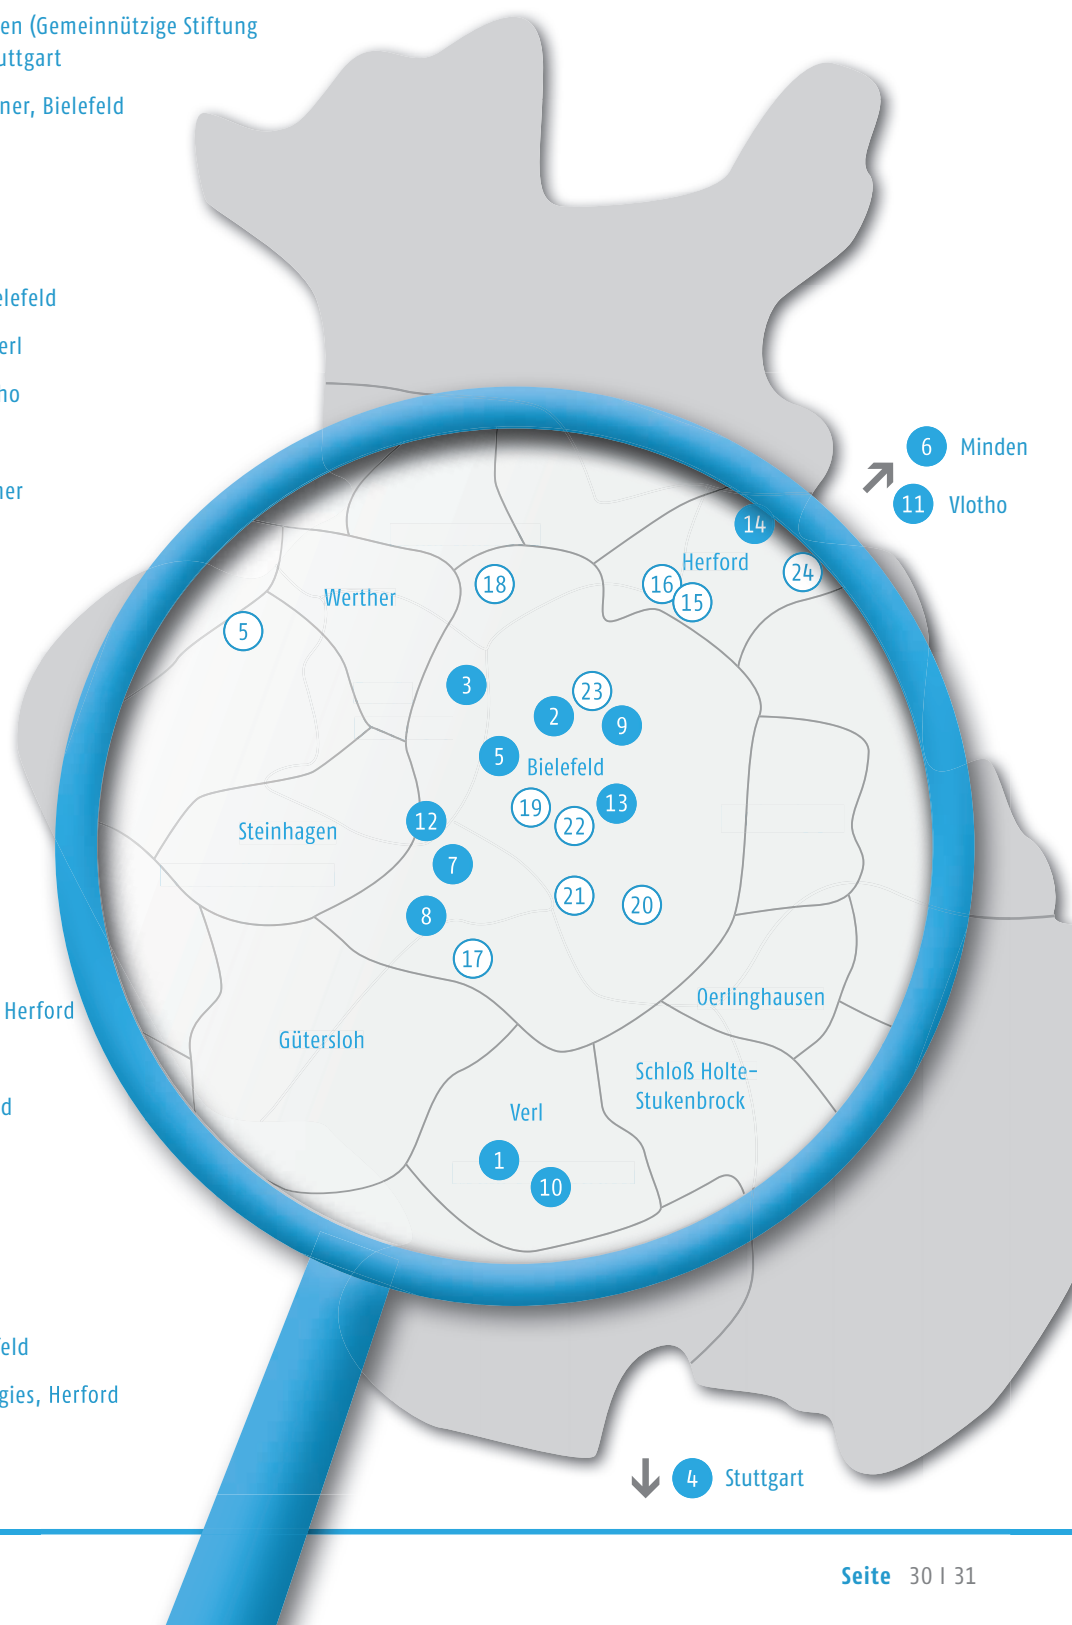 en (Gemeinnützige Stiftung
uttgart
ner, Bielefeld
elefeld
erl
ho
6 Minden
ner
11 Vlotho
14
Herford
24
18
16
15
Werther
5
3
23
2
9
5
Bielefeld
19
13
22
12
Steinhagen
7
21
20
8
17
Oerlinghausen
Herford
Gütersloh
Schloß Holte-
Stukenbrock
d
Verl
1
10
feld
gies, Herford
4 Stuttgart
Seite 30 I 31